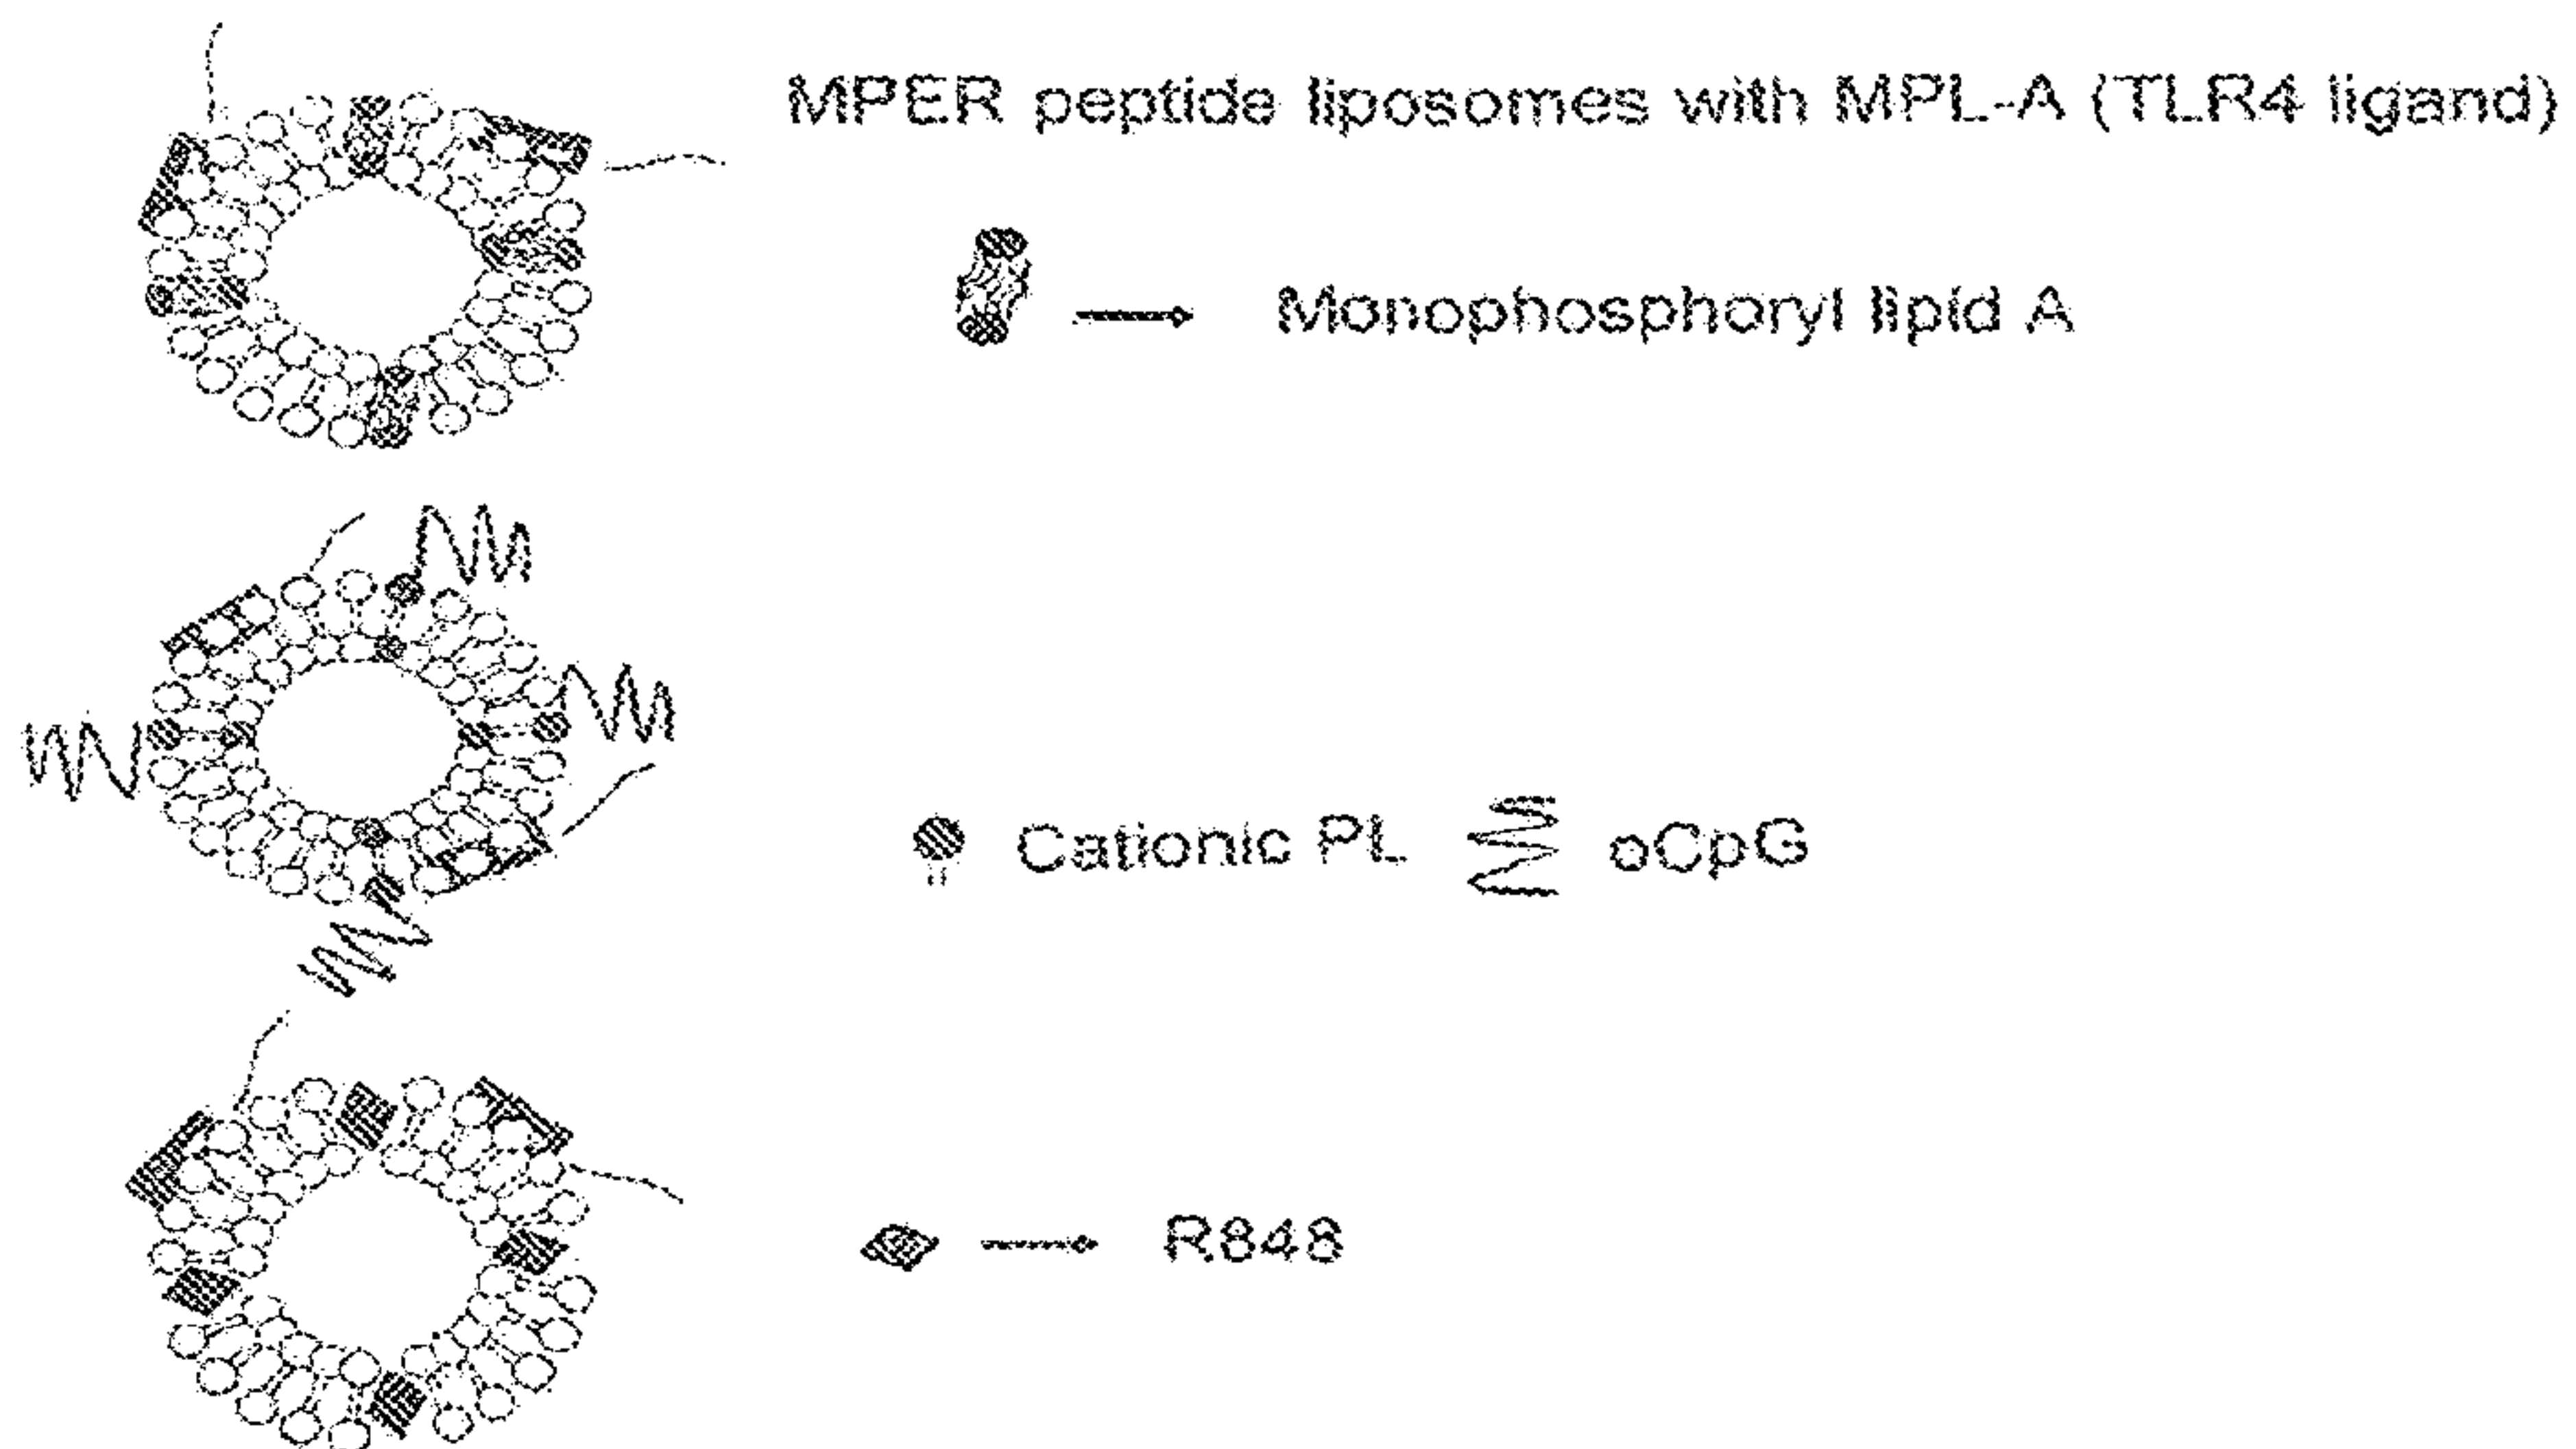 MPER peptide liposomes with MPL-A (TLR4 ligand)
Monophosphoryl lipid A
Cationic PL oCpG
R848